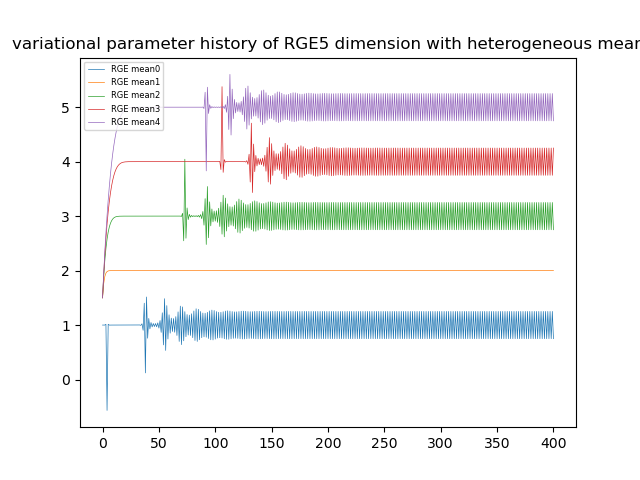 variational parameter history of RGE5 dimension with heterogeneous mear
RGE mean0
RGE mean1
RGE mean2
RGE mean3
RGE mean4
5
4
3
2
1
0
0 50 100 150 200 250 300 350 400